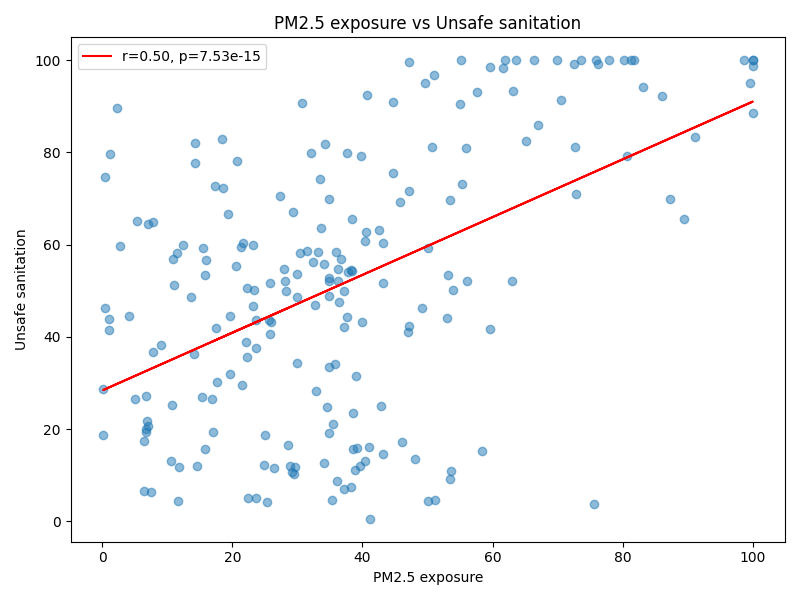 PM2.5 exposure vs Unsafe sanitation
r=0.50, p=7.53e-15
100
80
60
40
20
0
Unsafe sanitation
0 20 40 60 80 100
PM2.5 exposure